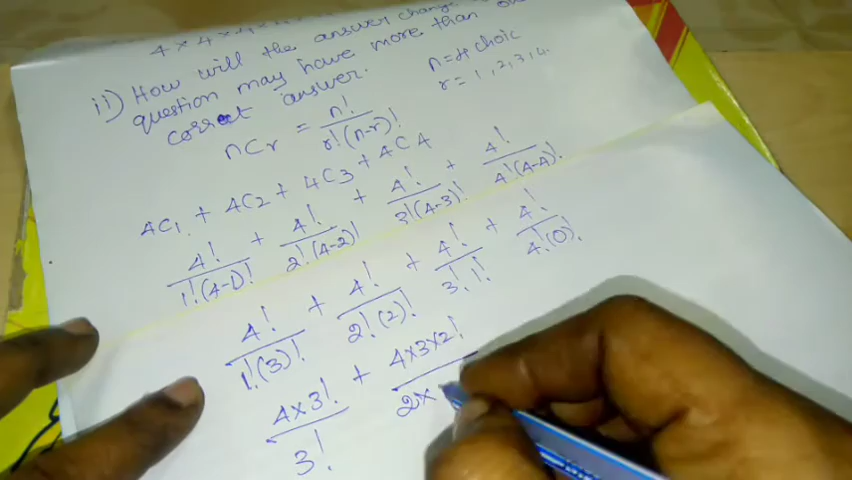 4 × 4 × 4 ×
ii) How will the answer change
question may have more than
correct answer.
nCr = n! / r!(n-r)!
n = 4 choic
r = 1, 2, 3, 4.
4C1 + 4C2 + 4C3 + 4C4
4! / 1!(4-1)! + 4! / 2!(4-2)! + 4! / 3!(4-3)! + 4! / 4!(4-4)!
4! / 1!(3)! + 4! / 2!(2)! + 4! / 3!1! + 4! / 4!(0)!
4×3! / 3! + 4×3×2! / 2×